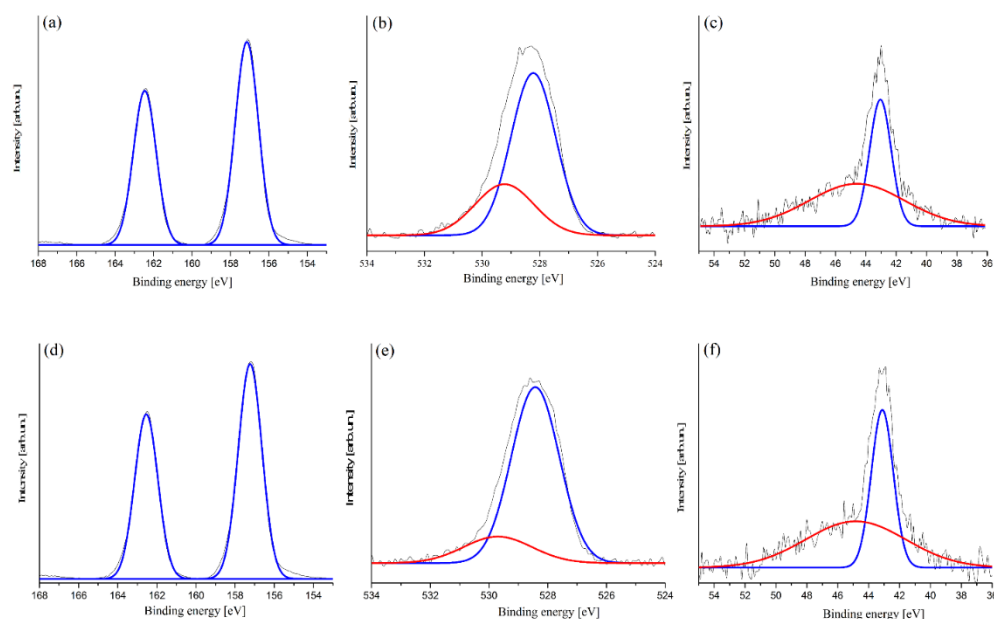 (a)
(b)
(c)
Intensity [arb.un.]
Intensity [arb.un.]
Intensity [arb.un.]
168 166 164 162 160 158 156 154
534 532 530 528 526 524
54 52 50 48 46 44 42 40 38 36
Binding energy [eV]
Binding energy [eV]
Binding energy [eV]
(d)
(e)
(f)
Intensity [arb.un.]
Intensity [arb.un.]
Intensity [arb.un.]
168 166 164 162 160 158 156 154
534 532 530 528 526 524
54 52 50 48 46 44 42 40 38 36
Binding energy [eV]
Binding energy [eV]
Binding energy [eV]